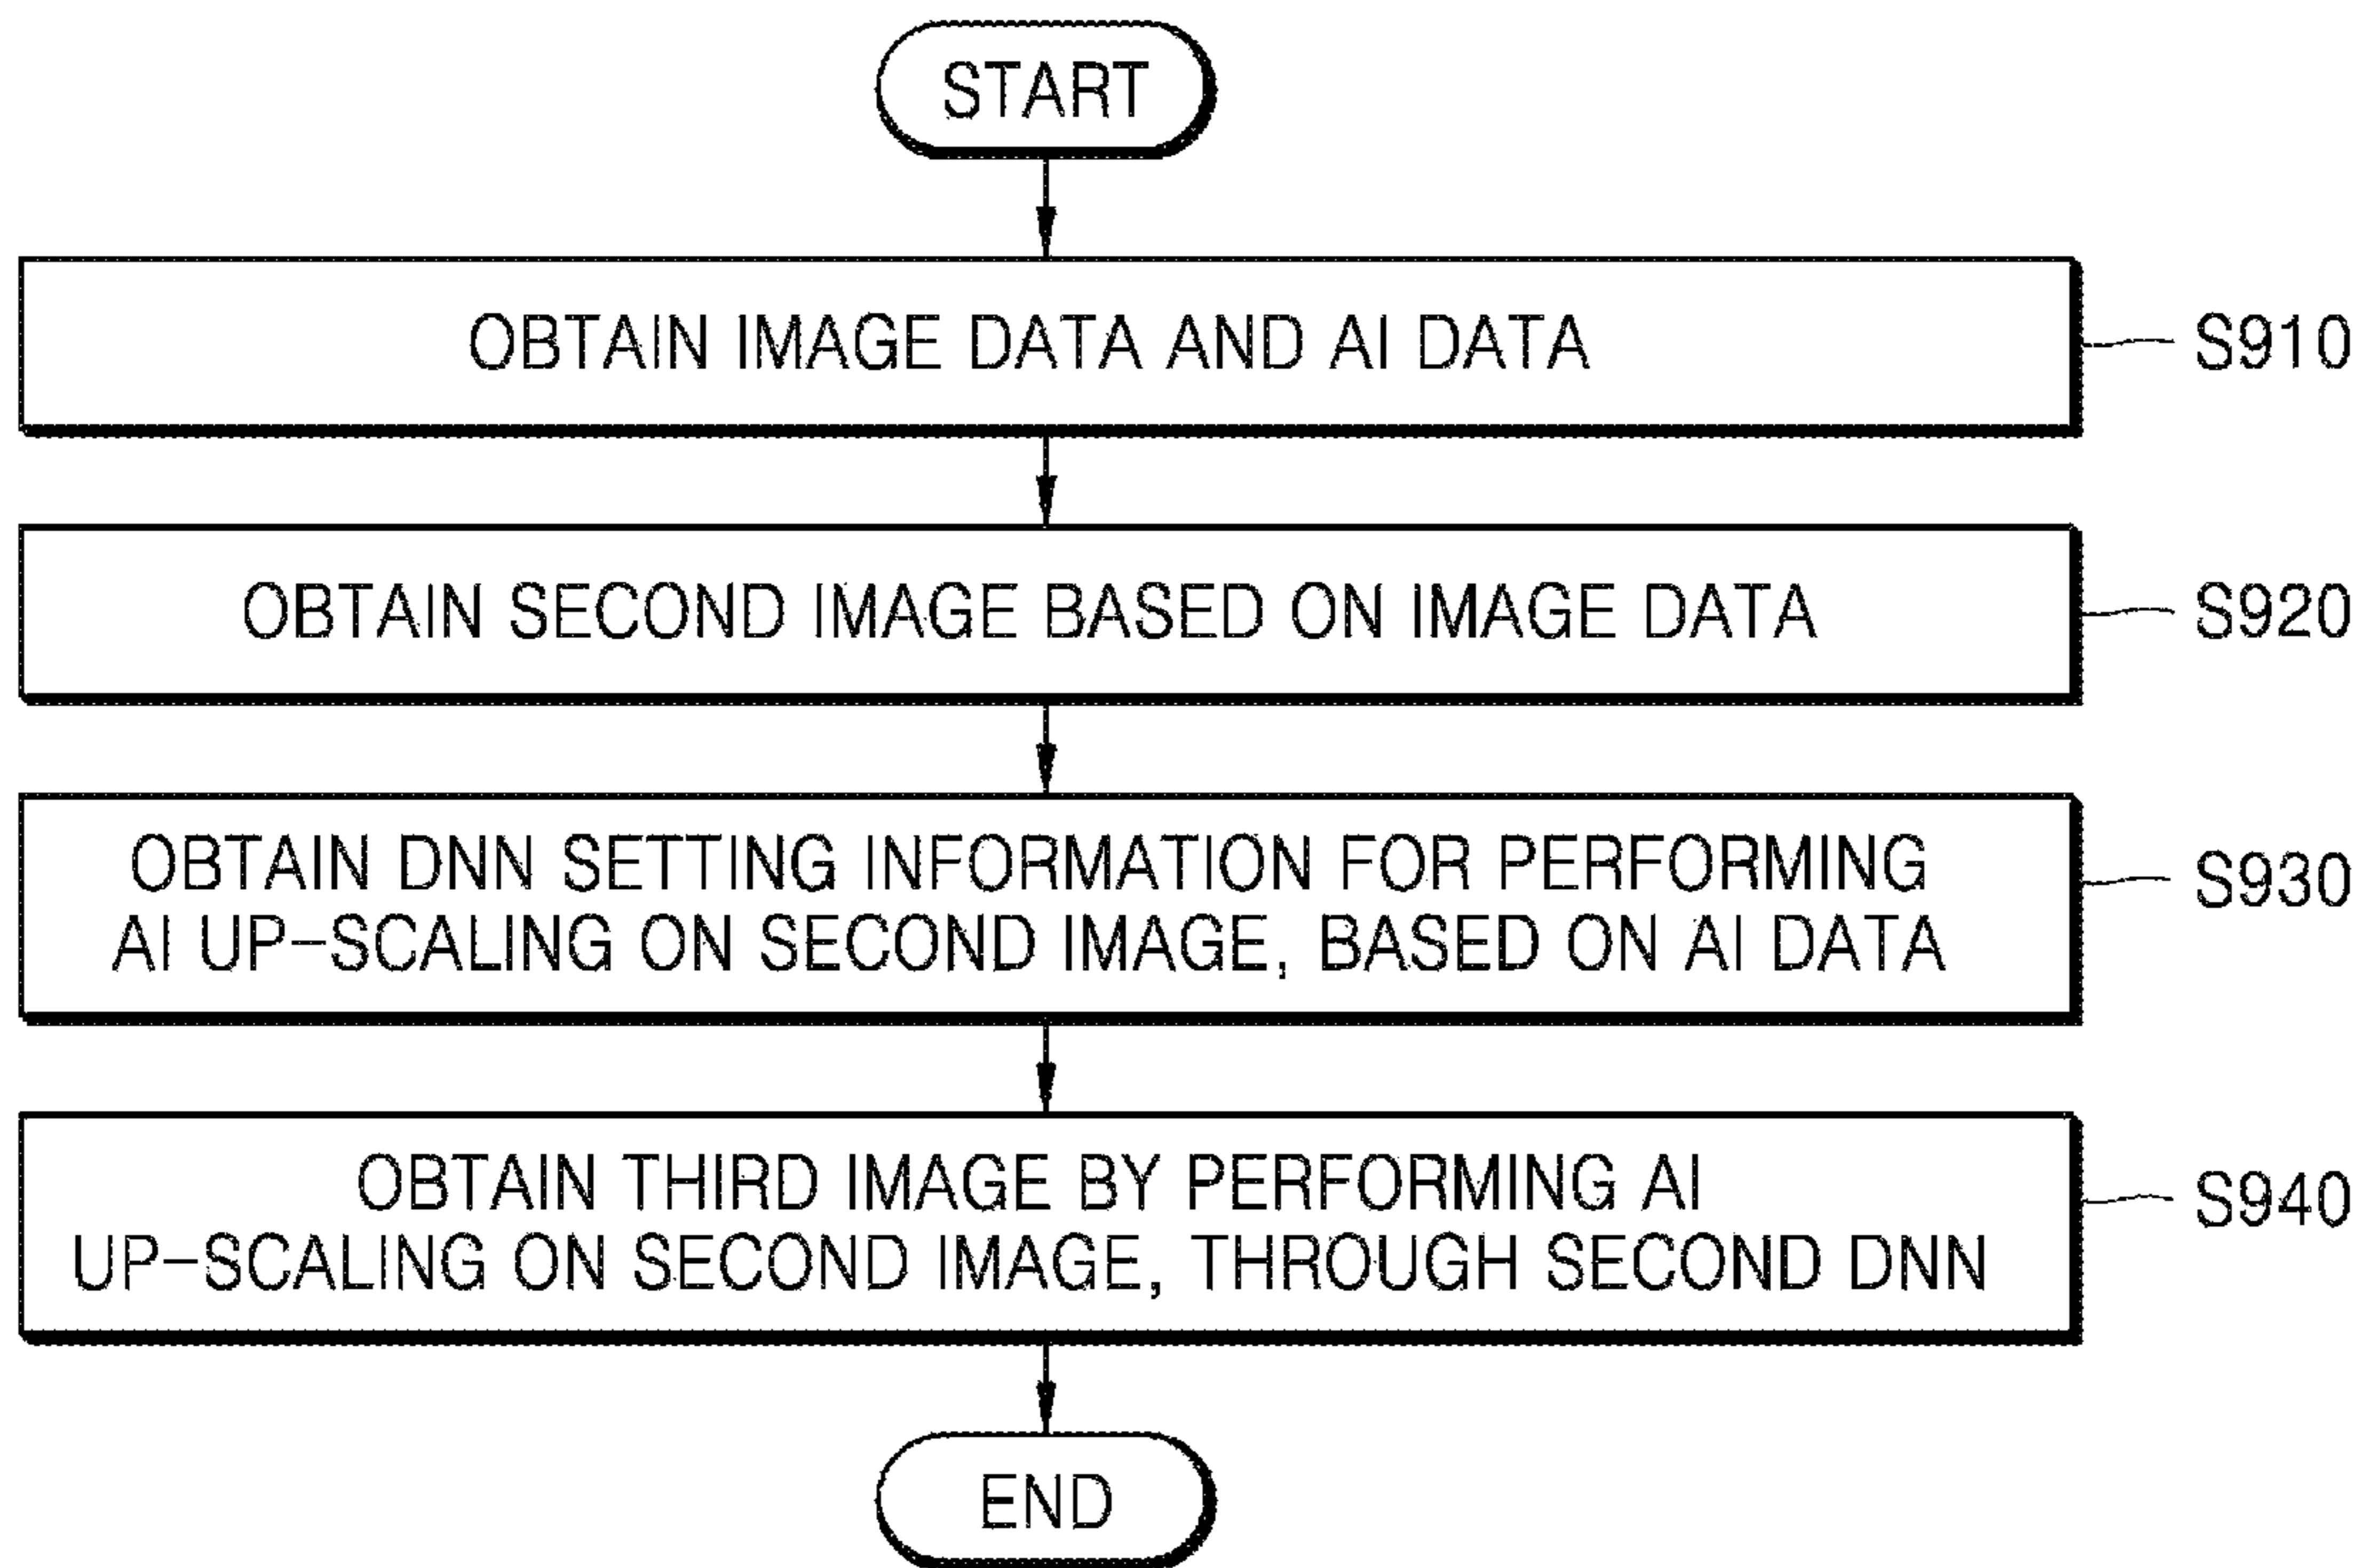 START
OBTAIN IMAGE DATA AND AI DATA
S910
OBTAIN SECOND IMAGE BASED ON IMAGE DATA
S920
OBTAIN DNN SETTING INFORMATION FOR PERFORMING
AI UP-SCALING ON SECOND IMAGE, BASED ON AI DATA
S930
OBTAIN THIRD IMAGE BY PERFORMING AI
UP-SCALING ON SECOND IMAGE, THROUGH SECOND DNN
S940
END